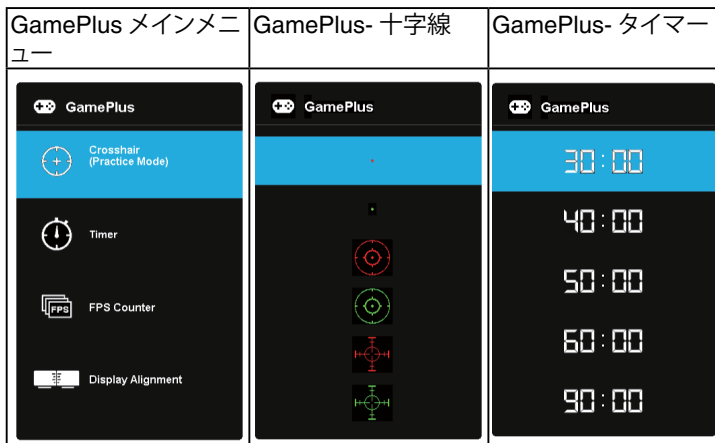 GamePlus メインメニ
ュー
GamePlus- 十字線
GamePlus- タイマー
GamePlus
Crosshair
(Practice Mode)
Timer
FPS
FPS Counter
Display Alignment
GamePlus
GamePlus
30:00
40:00
50:00
60:00
90:00